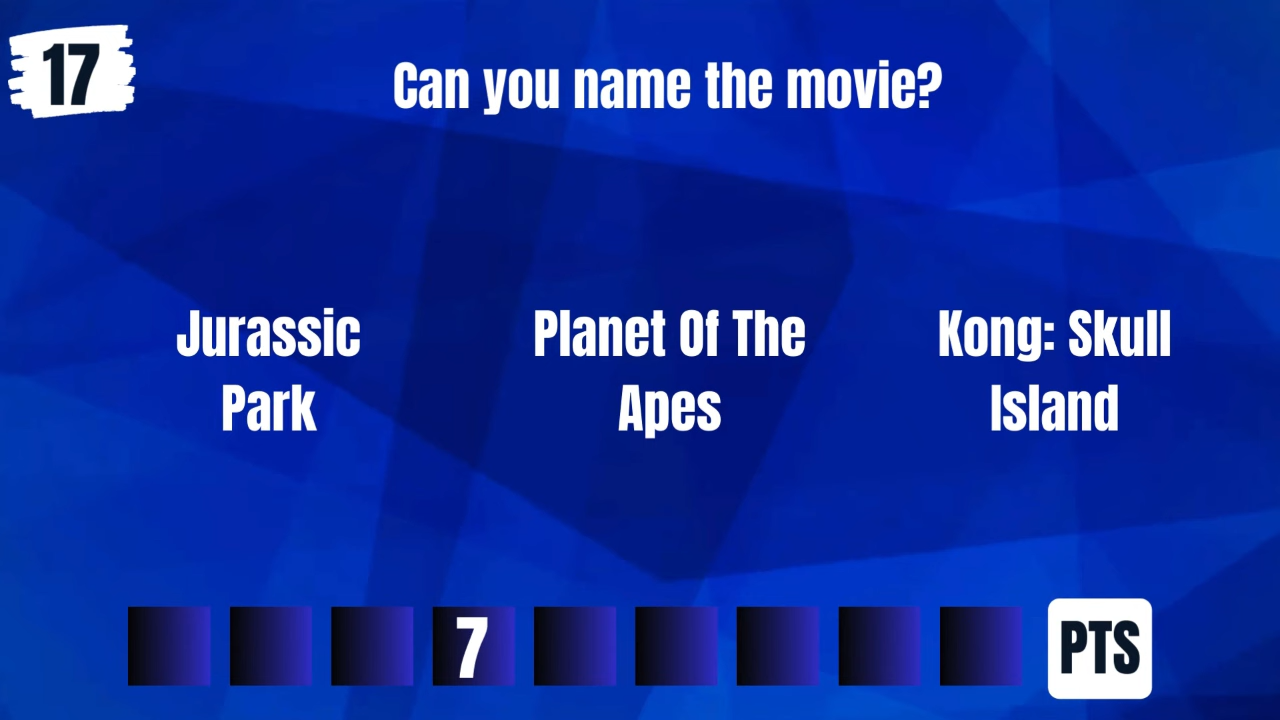 17
Can you name the movie?
Jurassic
Park
Planet Of The
Apes
Kong: Skull
Island
7
PTS